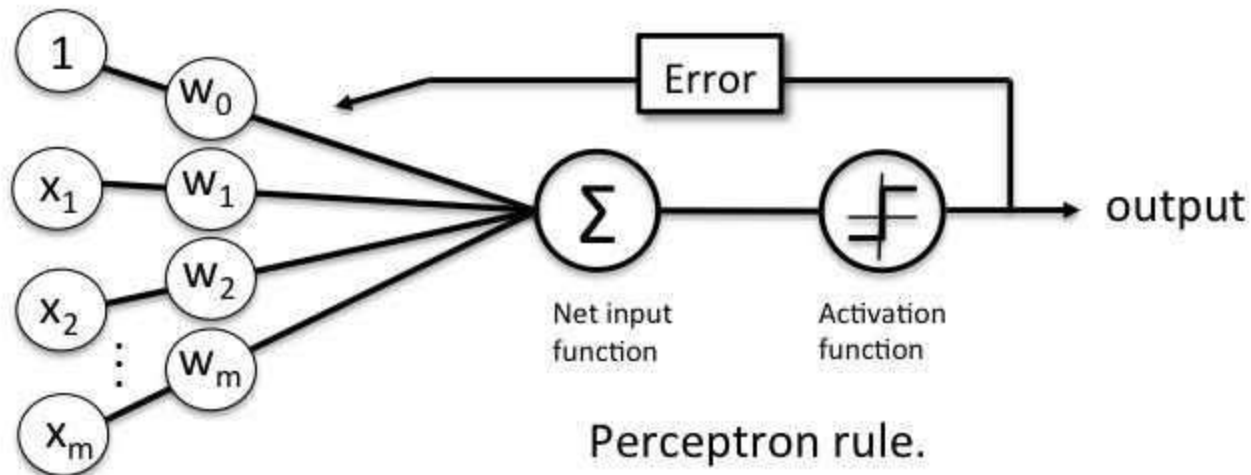 1
w0
Error
x1
w1
Σ
output
x2
w2
Net input
function
Activation
function
⋮
wm
xm
Perceptron rule.